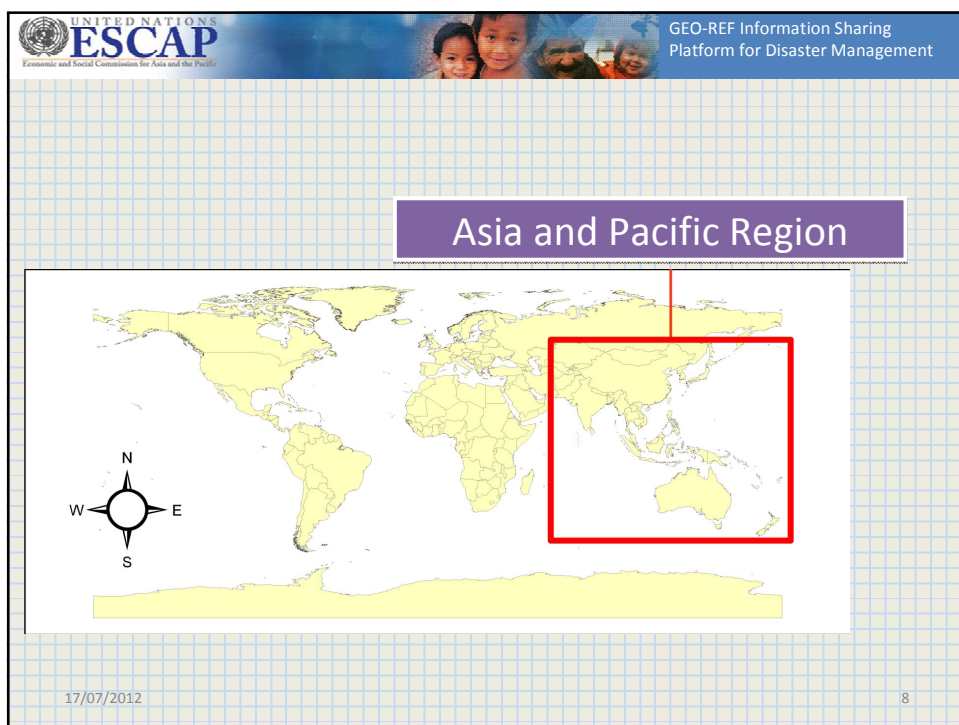 UNITED NATIONS
ESCAP
Economic and Social Commission for Asia and the Pacific
GEO-REF Information Sharing
Platform for Disaster Management
Asia and Pacific Region
N
W E
S
17/07/2012 8